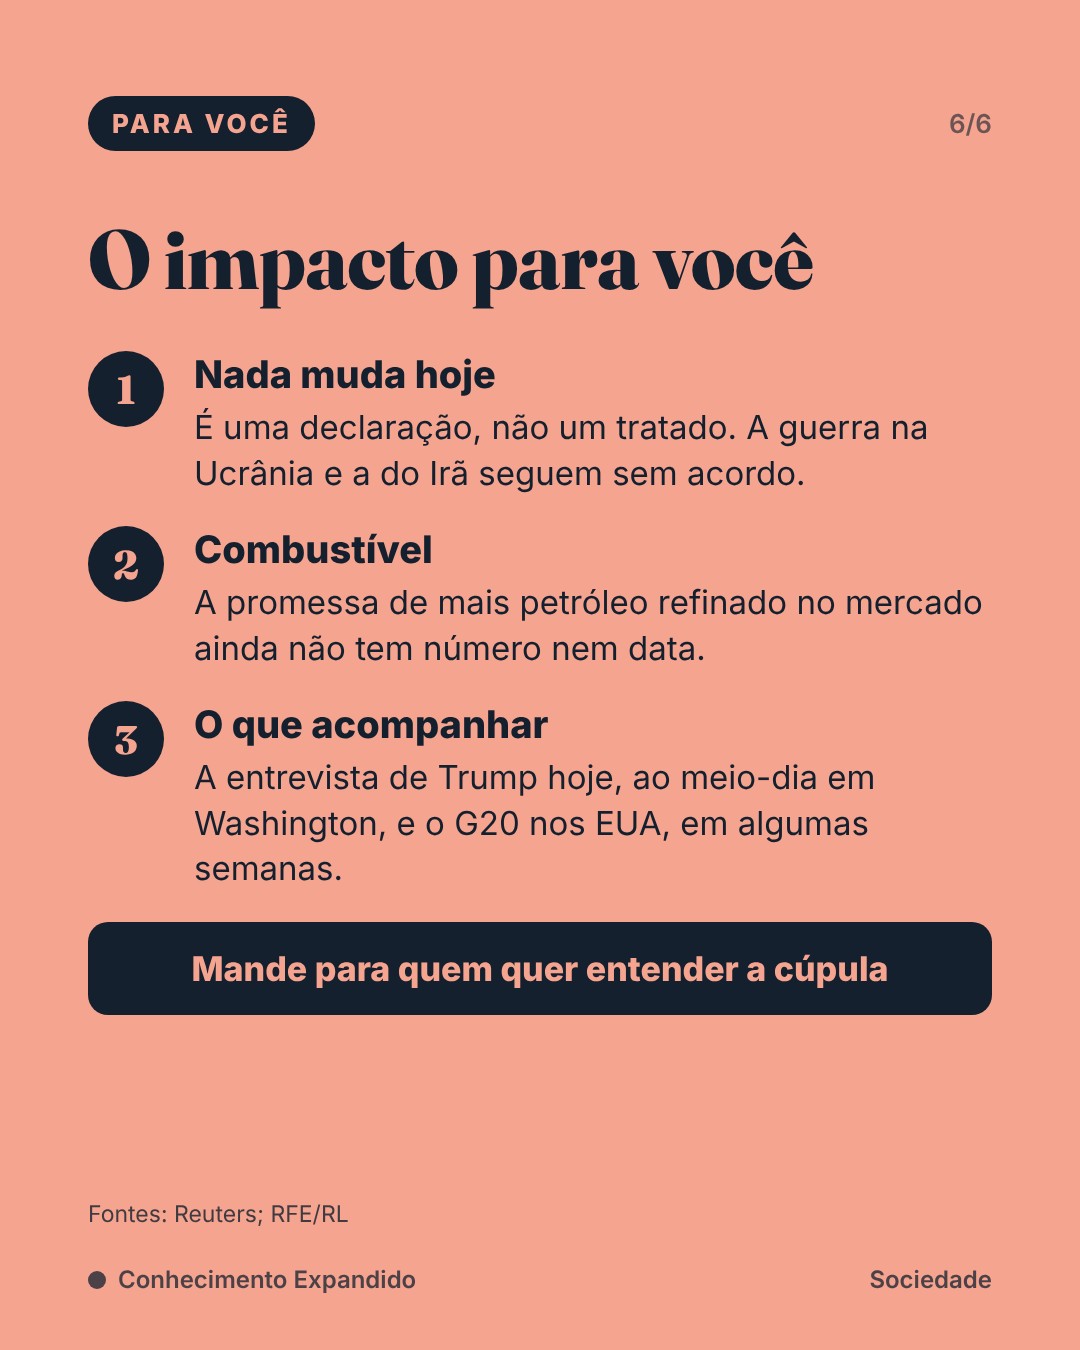 PARA VOCÊ
6/6
O impacto para você
1
Nada muda hoje
É uma declaração, não um tratado. A guerra na
Ucrânia e a do Irã seguem sem acordo.
2
Combustível
A promessa de mais petróleo refinado no mercado
ainda não tem número nem data.
3
O que acompanhar
A entrevista de Trump hoje, ao meio-dia em
Washington, e o G20 nos EUA, em algumas
semanas.
Mande para quem quer entender a cúpula
Fontes: Reuters; RFE/RL
Conhecimento Expandido
Sociedade